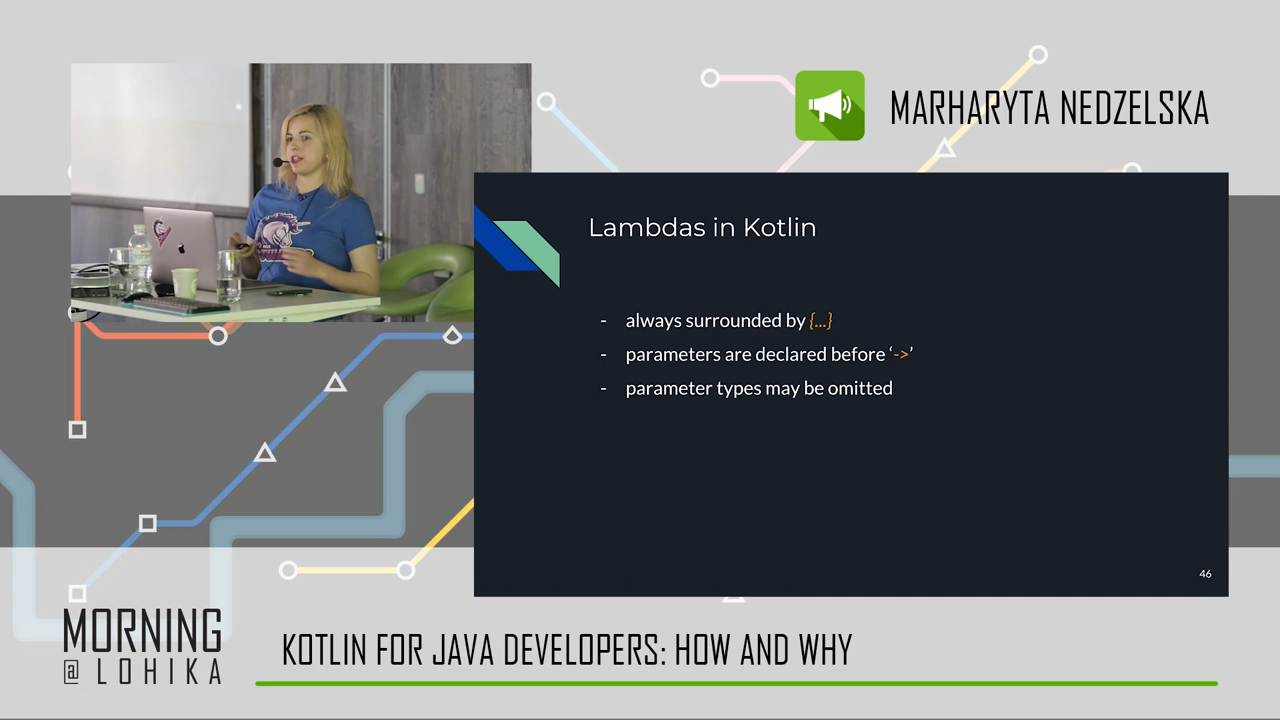 MARHARYTA NEDZELSKA
Lambdas in Kotlin
- always surrounded by {...}
- parameters are declared before ‘->’
- parameter types may be omitted
46
MORNING
@ LOHIKA
KOTLIN FOR JAVA DEVELOPERS: HOW AND WHY